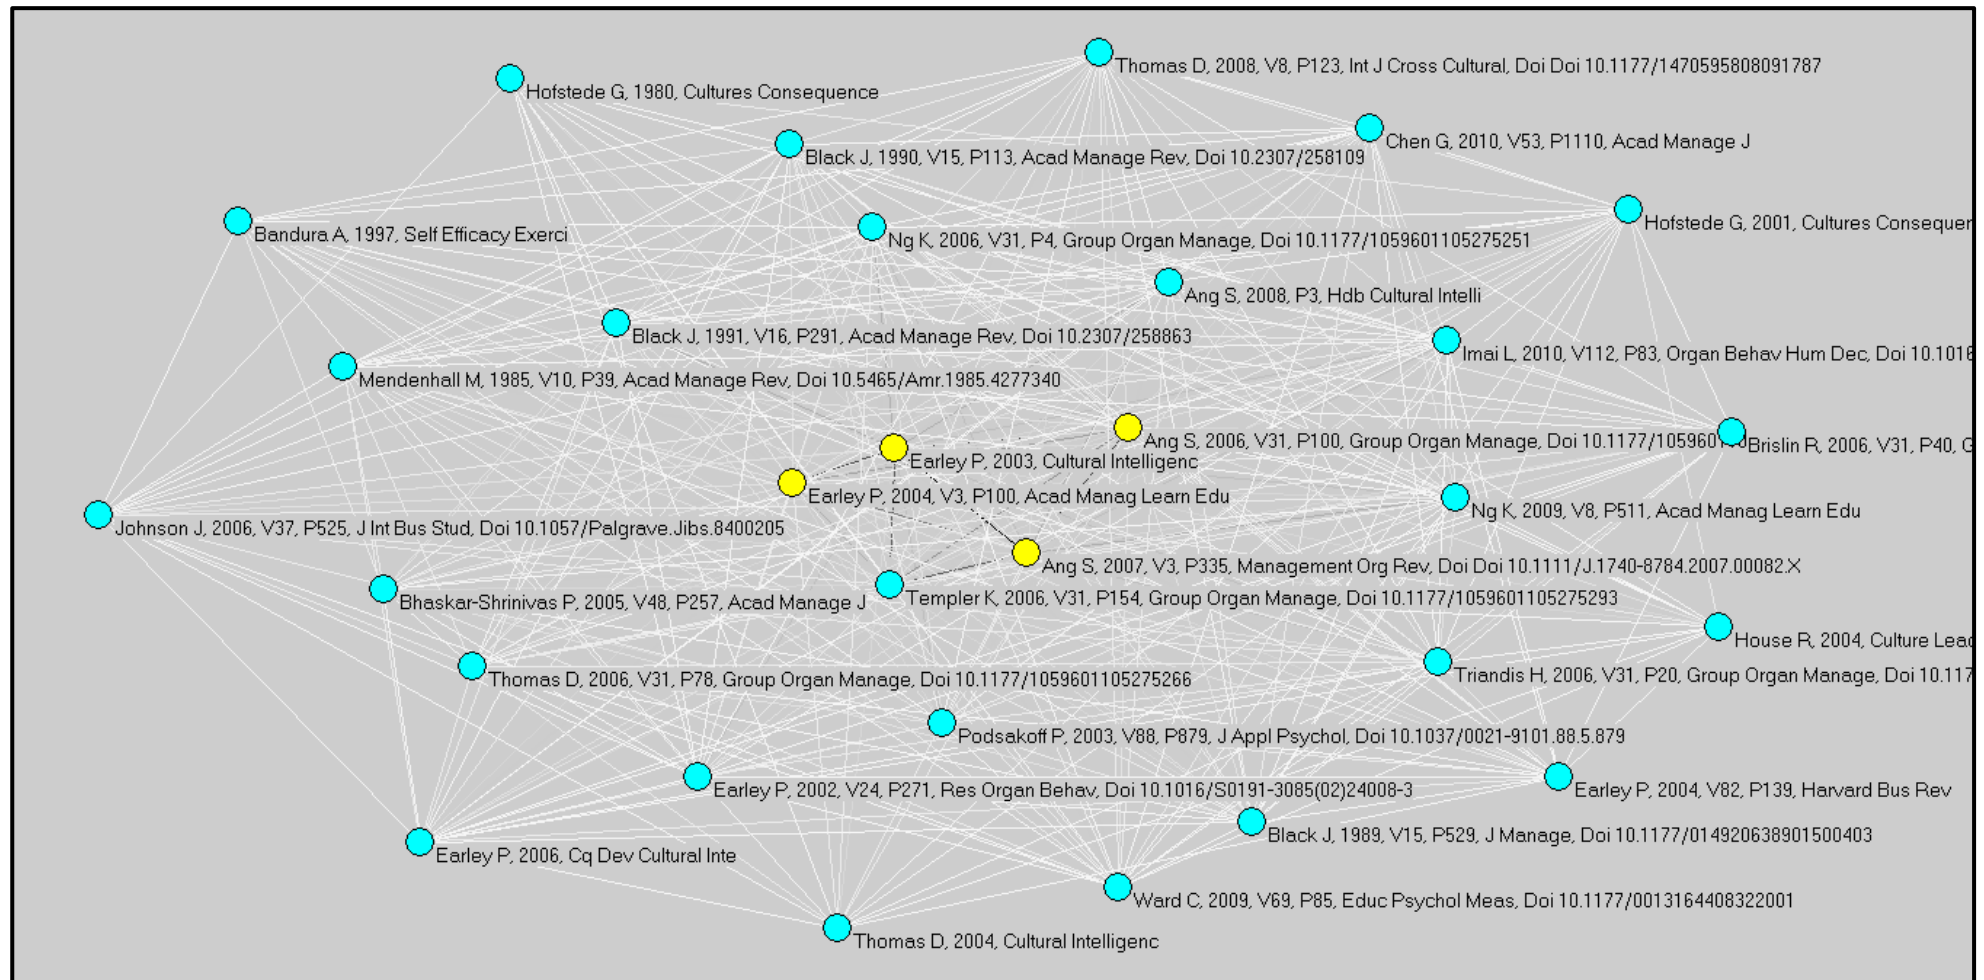 Thomas D, 2008, V8, P123, Int J Cross Cultural, Doi Doi 10.1177/1470595808091787
Hofstede G, 1980, Cultures Consequence
Chen G, 2010, V53, P1110, Acad Manage J
Black J, 1990, V15, P113, Acad Manage Rev, Doi 10.2307/258109
Hofstede G, 2001, Cultures Consequen
Bandura A, 1997, Self Efficacy Exerci
Ng K, 2006, V31, P4, Group Organ Manage, Doi 10.1177/1059601105275251
Ang S, 2008, P3, Hdb Cultural Intelli
Black J, 1991, V16, P291, Acad Manage Rev, Doi 10.2307/258863
Imai L, 2010, V112, P83, Organ Behav Hum Dec, Doi 10.1016
Mendenhall M, 1985, V10, P39, Acad Manage Rev, Doi 10.5465/Amr.1985.4277340
Ang S, 2006, V31, P100, Group Organ Manage, Doi 10.1177/105960
Brislin R, 2006, V31, P40, G
Earley P, 2003, Cultural Intelligenc
Earley P, 2004, V3, P100, Acad Manag Learn Edu
Ng K, 2009, V8, P511, Acad Manag Learn Edu
Johnson J, 2006, V37, P525, J Int Bus Stud, Doi 10.1057/Palgrave.Jibs.8400205
Ang S, 2007, V3, P335, Management Org Rev, Doi Doi 10.1111/J.1740-8784.2007.00082.X
Bhaskar-Shrinivas P, 2005, V48, P257, Acad Manage J
Templer K, 2006, V31, P154, Group Organ Manage, Doi 10.1177/1059601105275293
House R, 2004, Culture Lead
Thomas D, 2006, V31, P78, Group Organ Manage, Doi 10.1177/1059601105275266
Triandis H, 2006, V31, P20, Group Organ Manage, Doi 10.117
Podsakoff P, 2003, V88, P879, J Appl Psychol, Doi 10.1037/0021-9101.88.5.879
Earley P, 2002, V24, P271, Res Organ Behav, Doi 10.1016/S0191-3085(02)24008-3
Earley P, 2004, V82, P139, Harvard Bus Rev
Black J, 1989, V15, P529, J Manage, Doi 10.1177/014920638901500403
Earley P, 2006, Cq Dev Cultural Inte
Ward C, 2009, V69, P85, Educ Psychol Meas, Doi 10.1177/0013164408322001
Thomas D, 2004, Cultural Intelligenc